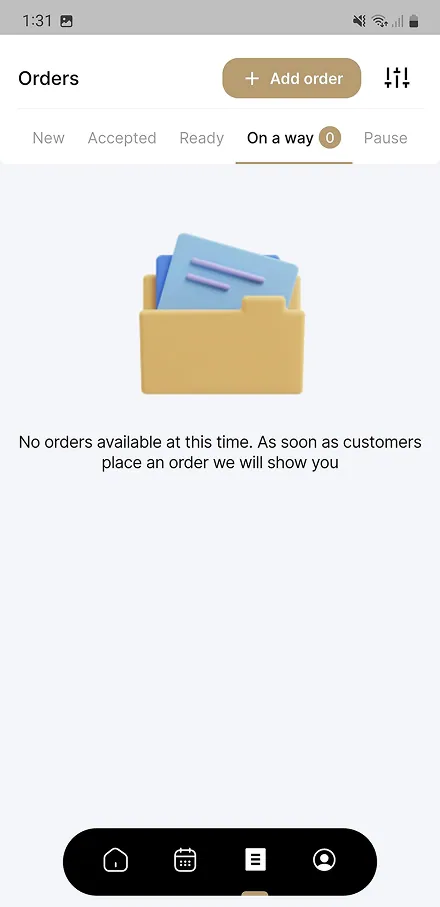 1:31
Orders
Add order
New Accepted Ready On a way 0 Pause
No orders available at this time. As soon as customers
place an order we will show you